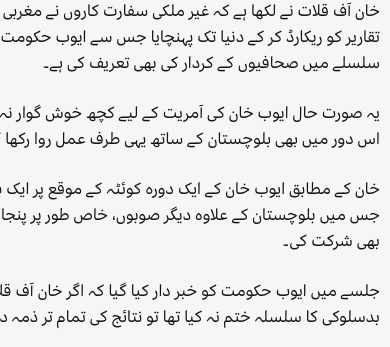 خان آف قلات نے لکھا ہے کہ غیر ملکی سفارت کاروں نے مغربی
تقاریر کو ریکارڈ کر کے دنیا تک پہنچایا جس سے ایوب حکومت
سلسلے میں صحافیوں کے کردار کی بھی تعریف کی ہے۔
یہ صورت حال ایوب خان کی آمریت کے لیے کچھ خوش گوار نہ
اس دور میں بھی بلوچستان کے ساتھ یہی طرف عمل روا رکھا
خان کے مطابق ایوب خان کے ایک دورہ کوئٹہ کے موقع پر ایک
جس میں بلوچستان کے علاوہ دیگر صوبوں، خاص طور پر پنجا
بھی شرکت کی۔
جلسے میں ایوب حکومت کو خبر دار کیا گیا کہ اگر خان آف قلا
بدسلوکی کا سلسلہ ختم نہ کیا تھا تو نتائج کی تمام تر ذمہ د